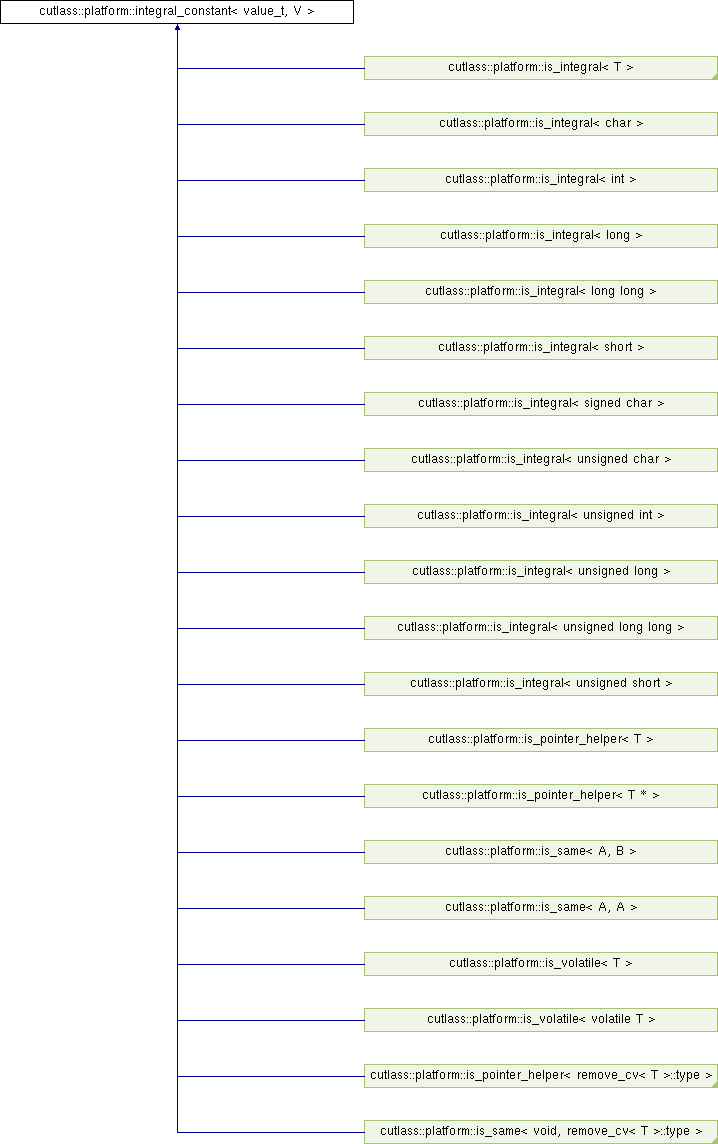 cutlass::platform::integral_constant< value_t, V >
cutlass::platform::is_integral< T >
cutlass::platform::is_integral< char >
cutlass::platform::is_integral< int >
cutlass::platform::is_integral< long >
cutlass::platform::is_integral< long long >
cutlass::platform::is_integral< short >
cutlass::platform::is_integral< signed char >
cutlass::platform::is_integral< unsigned char >
cutlass::platform::is_integral< unsigned int >
cutlass::platform::is_integral< unsigned long >
cutlass::platform::is_integral< unsigned long long >
cutlass::platform::is_integral< unsigned short >
cutlass::platform::is_pointer_helper< T >
cutlass::platform::is_pointer_helper< T * >
cutlass::platform::is_same< A, B >
cutlass::platform::is_same< A, A >
cutlass::platform::is_volatile< T >
cutlass::platform::is_volatile< volatile T >
cutlass::platform::is_pointer_helper< remove_cv< T >::type >
cutlass::platform::is_same< void, remove_cv< T >::type >